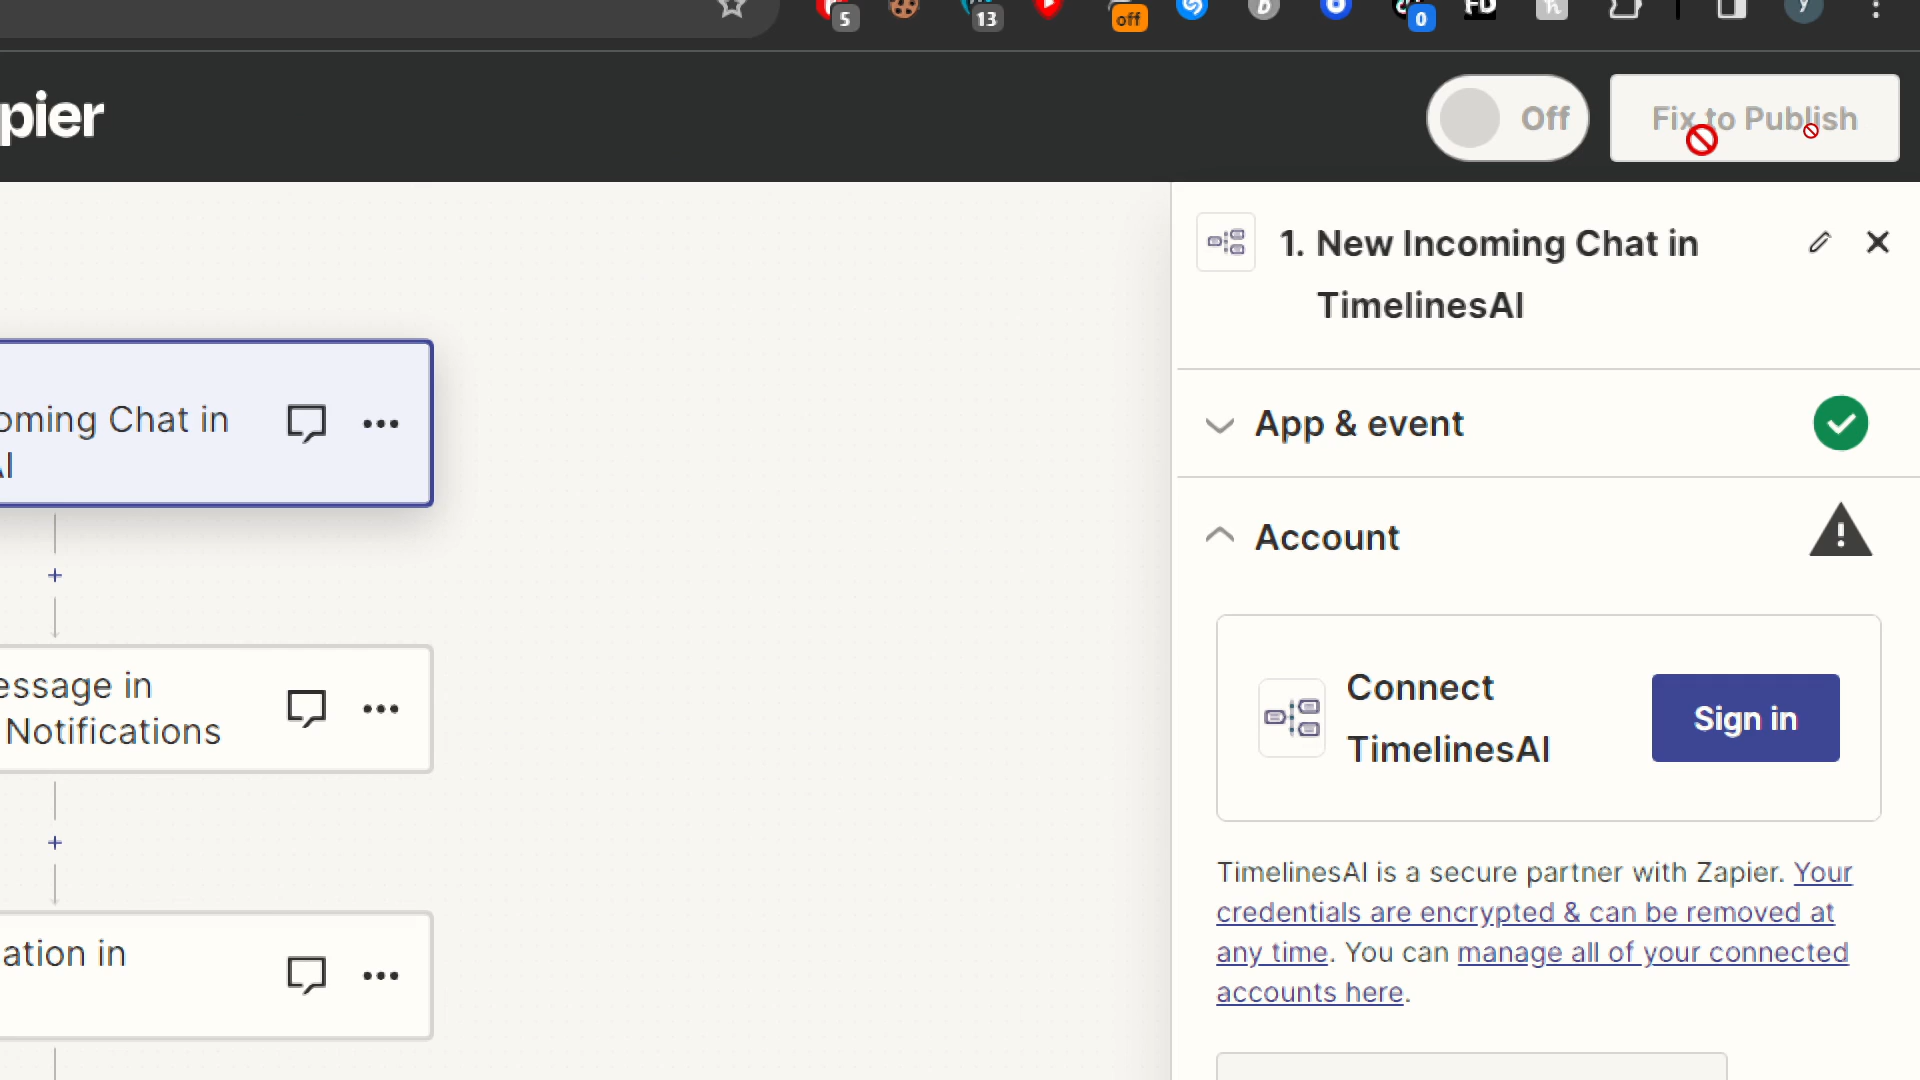 5
13
off
0
pier
Off
Fix to Publish
1. New Incoming Chat in
TimelinesAI
App & event
oming Chat in
AI
Account
Connect
TimelinesAI
Sign in
essage in
Notifications
TimelinesAI is a secure partner with Zapier. Your
credentials are encrypted & can be removed at
any time. You can manage all of your connected
accounts here.
ation in